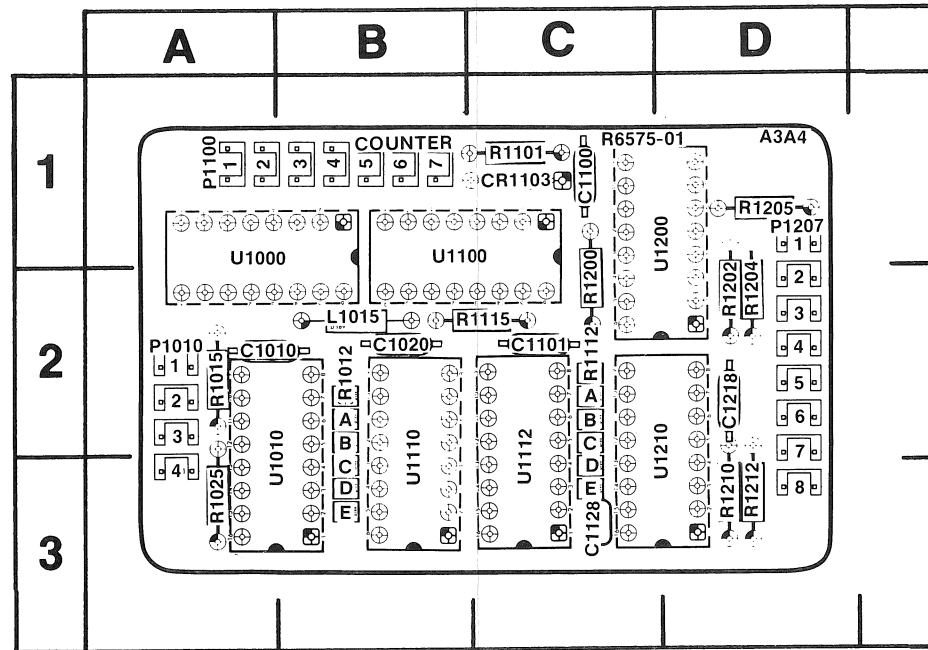 A B C D
1
2
3
P1100
1 2 3 4 5 6 7
COUNTER
R1101
CR1103
C1100
R6575-01
A3A4
R1205
P1207
1
2
3
4
5
6
7
8
U1000
U1100
U1200
R1200
R1202
R1204
L1015
R1115
P1010
1
2
3
4
R1015
C1010
R1012
A
B
C
D
E
C1020
C1101
R1112
A
B
C
D
E
C1218
U1010
U1110
U1112
U1210
R1025
C1128
R1210
R1212